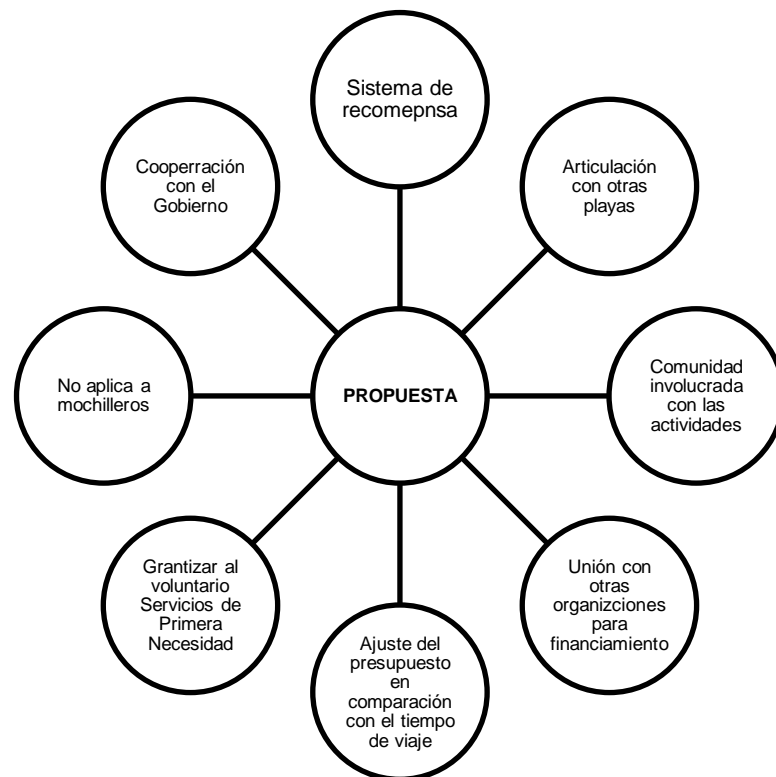 Sistema de
recomepnsa
Cooperración
con el
Gobierno
Articulación
con otras
playas
No aplica a
mochilleros
PROPUESTA
Comunidad
involucrada
con las
actividades
Grantizar al
voluntario
Servicios de
Primera
Necesidad
Unión con
otras
organizciones
para
financiamiento
Ajuste del
presupuesto
en
comparación
con el tiempo
de viaje